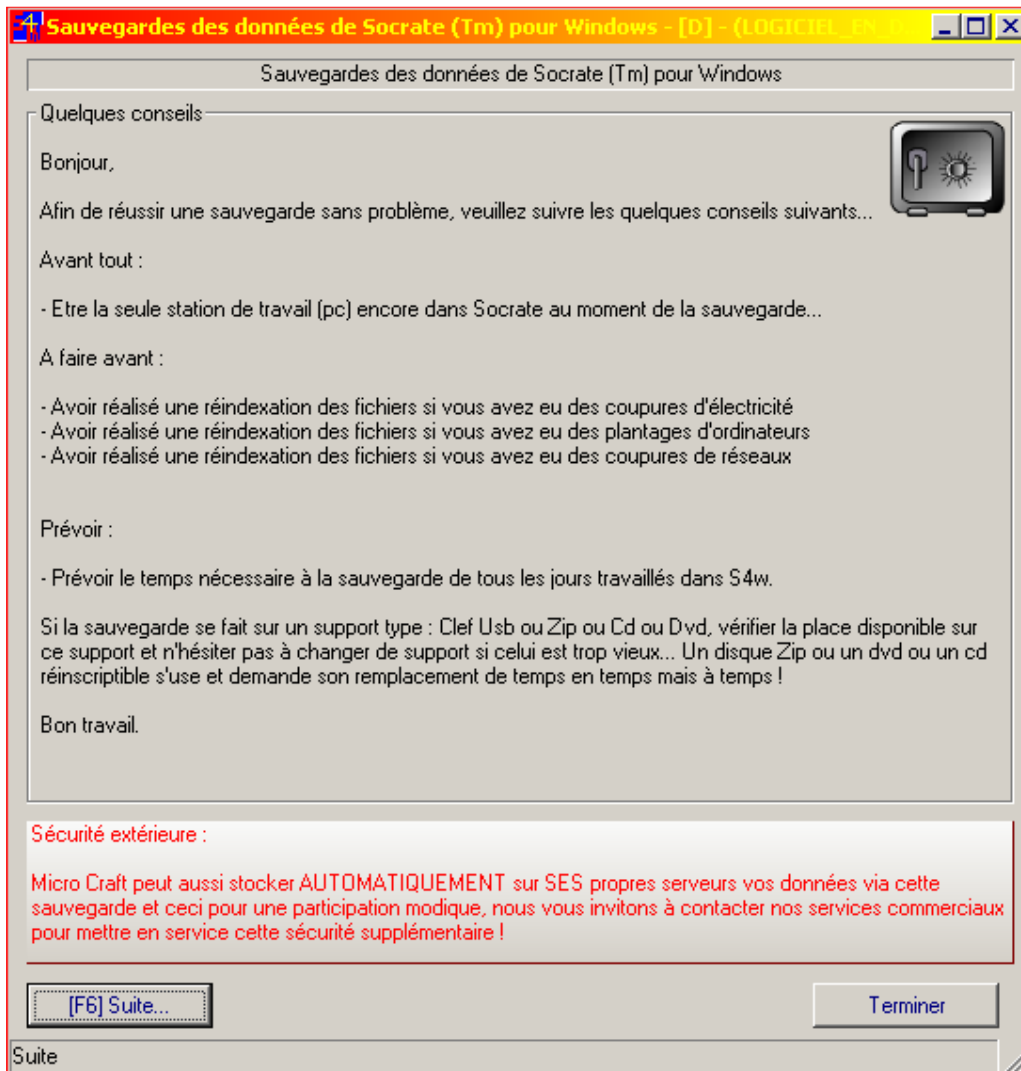 Sauvegardes des données de Socrate (Tm) pour Windows - [D] - (LOGICIEL_EN_
Sauvegardes des données de Socrate (Tm) pour Windows
Quelques conseils
Bonjour,
Afin de réussir une sauvegarde sans problème, veuillez suivre les quelques conseils suivants...
Avant tout :
- Etre la seule station de travail (pc) encore dans Socrate au moment de la sauvegarde...
A faire avant :
- Avoir réalisé une réindexation des fichiers si vous avez eu des coupures d'électricité
- Avoir réalisé une réindexation des fichiers si vous avez eu des plantages d'ordinateurs
- Avoir réalisé une réindexation des fichiers si vous avez eu des coupures de réseaux
Prévoir :
- Prévoir le temps nécessaire à la sauvegarde de tous les jours travaillés dans S4w.
Si la sauvegarde se fait sur un support type : Clef Usb ou Zip ou Cd ou Dvd, vérifier la place disponible sur
ce support et n'hésiter pas à changer de support si celui est trop vieux... Un disque Zip ou un dvd ou un cd
réinscriptible s'use et demande son remplacement de temps en temps mais à temps !
Bon travail.
Sécurité extérieure :
Micro Craft peut aussi stocker AUTOMATIQUEMENT sur SES propres serveurs vos données via cette
sauvegarde et ceci pour une participation modique, nous vous invitons à contacter nos services commerciaux
pour mettre en service cette sécurité supplémentaire !
[F6] Suite...
Terminer
Suite